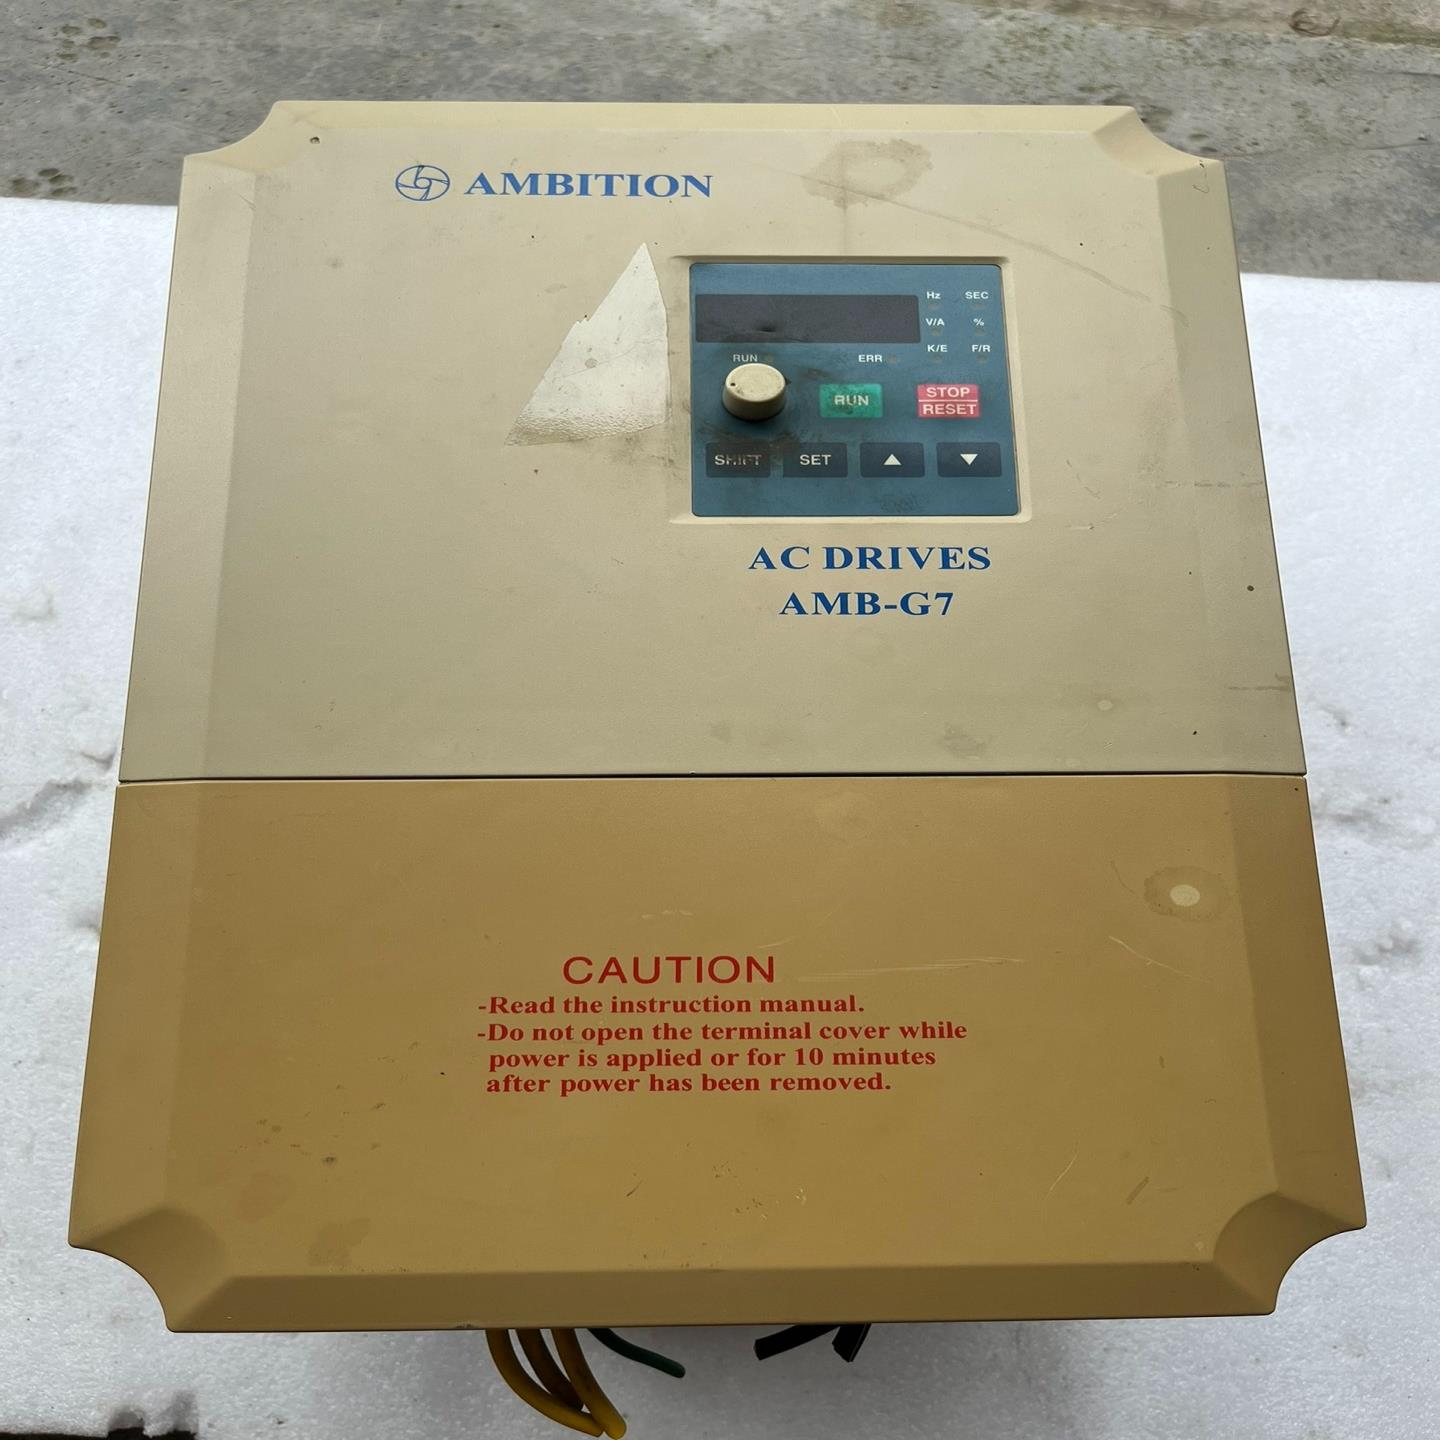 AMBITION
Hz SEC
V/A %
K/E F/R
RUN ERR
RUN STOP
RESET
SHIFT SET
AC DRIVES
AMB-G7
CAUTION
-Read the instruction manual.
-Do not open the terminal cover while
power is applied or for 10 minutes
after power has been removed.